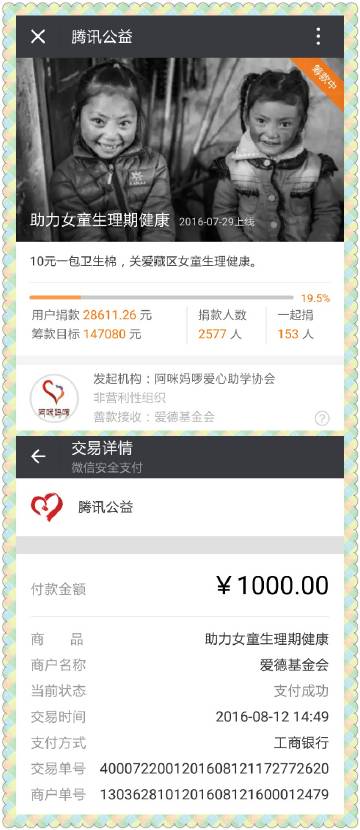 腾讯公益
筹款中
助力女童生理期健康 2016-07-29上线
10元一包卫生棉，关爱藏区女童生理健康。
19.5%
用户捐款 28611.26 元 捐款人数 一起捐
筹款目标 147080 元 2577 人 153 人
发起机构：阿咪妈啰爱心助学协会
非营利性组织
阿咪妈啰
善款接收：爱德基金会 ?
交易详情
微信安全支付
腾讯公益
付款金额 ￥1000.00
商 品 助力女童生理期健康
商户名称 爱德基金会
当前状态 支付成功
交易时间 2016-08-12 14:49
支付方式 工商银行
交易单号 4000722001201608121172772620
商户单号 1303628101201608121600012479